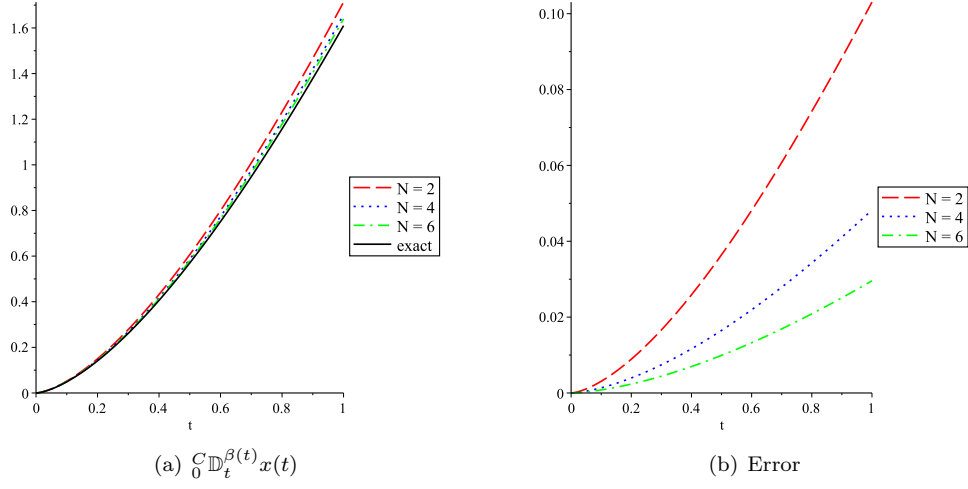 1.6
1.4
1.2
1
0.8
0.6
0.4
0.2
0
0 0.2 0.4 0.6 0.8 1
t
N = 2
N = 4
N = 6
exact
(a) $_0^C\mathbb{D}_t^{\beta(t)}x(t)$
0.10
0.08
0.06
0.04
0.02
0
0 0.2 0.4 0.6 0.8 1
t
N = 2
N = 4
N = 6
(b) Error